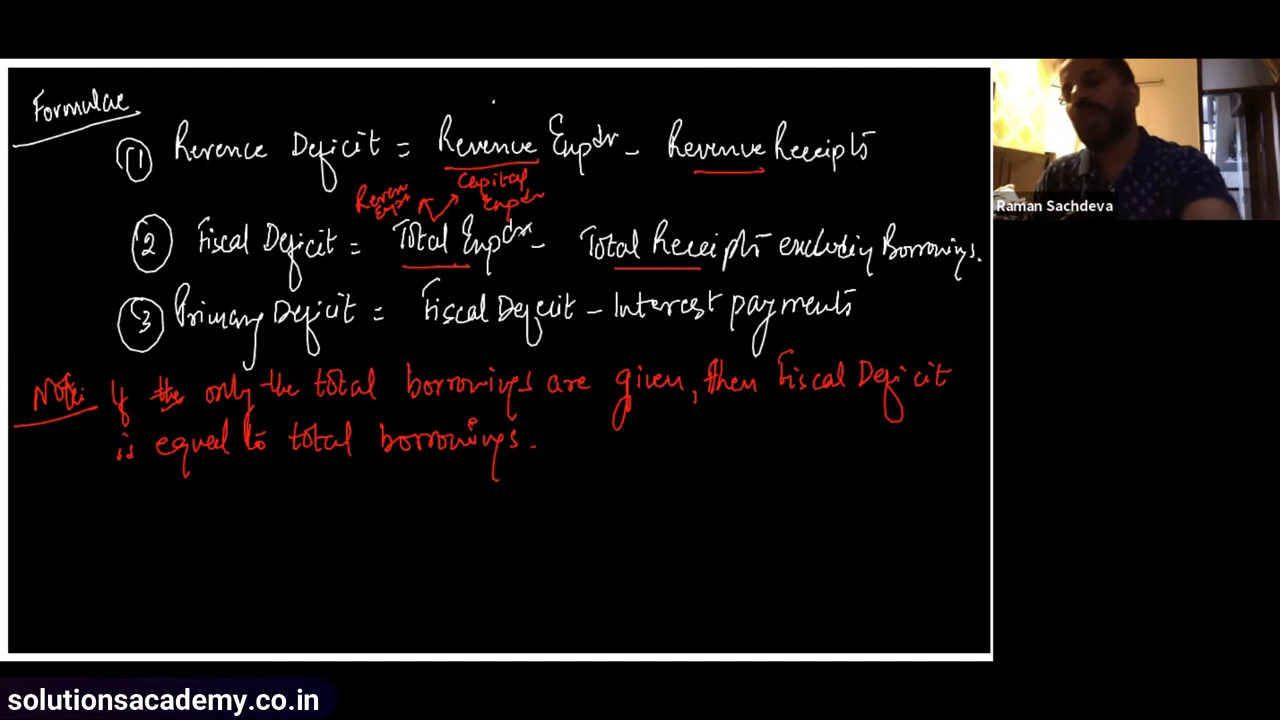 Formulae
① Revenue Deficit = Revenue Expdr - Revenue Receipts
Reven Expdr Capital Expdr
② Fiscal Deficit = Total Expdr - Total Receipts excluding Borrowings.
③ Primary Deficit = Fiscal Deficit - Interest payments
Note: If the only the total borrowings are given, then Fiscal Deficit
is equal to total borrowings.
Raman Sachdeva
solutionsacademy.co.in